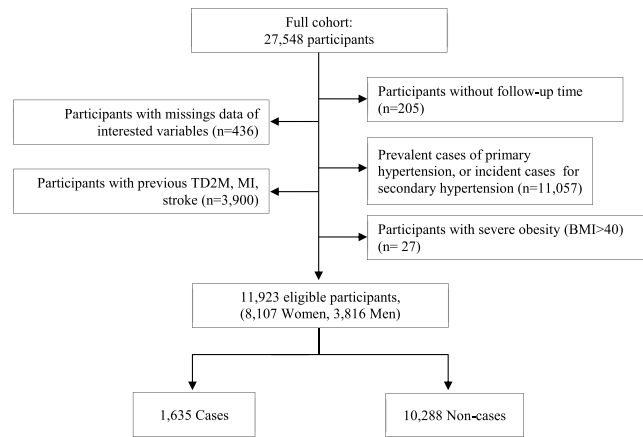 Full cohort:
27,548 participants
Participants without follow-up time
(n=205)
Participants with missings data of
interested variables (n=436)
Prevalent cases of primary
hypertension, or incident cases for
secondary hypertension (n=11,057)
Participants with previous TD2M, MI,
stroke (n=3,900)
Participants with severe obesity (BMI>40)
(n= 27)
11,923 eligible participants,
(8,107 Women, 3,816 Men)
1,635 Cases
10,288 Non-cases